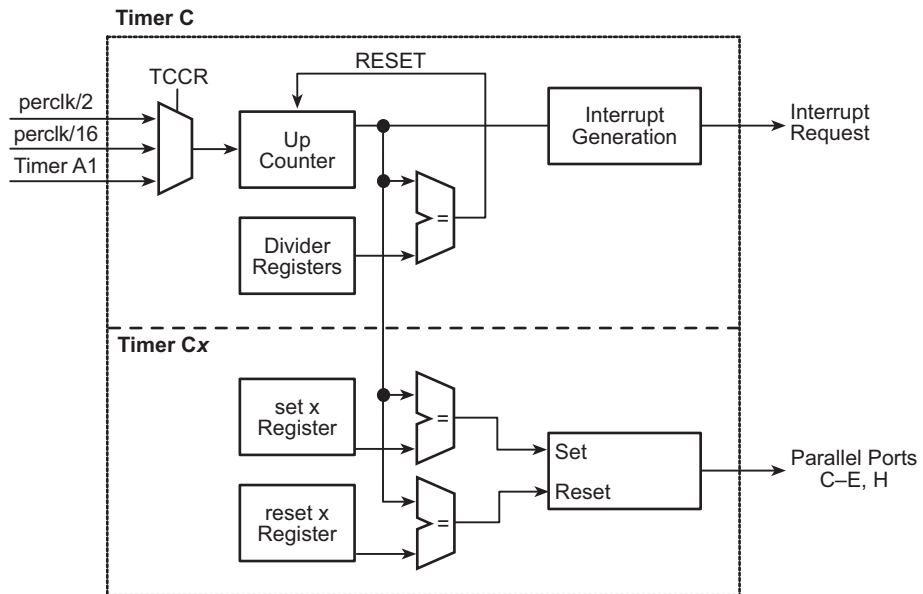 Timer C
RESET
TCCR
perclk/2
perclk/16
Timer A1
Up
Counter
Interrupt
Generation
Interrupt
Request
=
Divider
Registers
Timer Cx
set x
Register
=
Set
Reset
Parallel Ports
C–E, H
reset x
Register
=